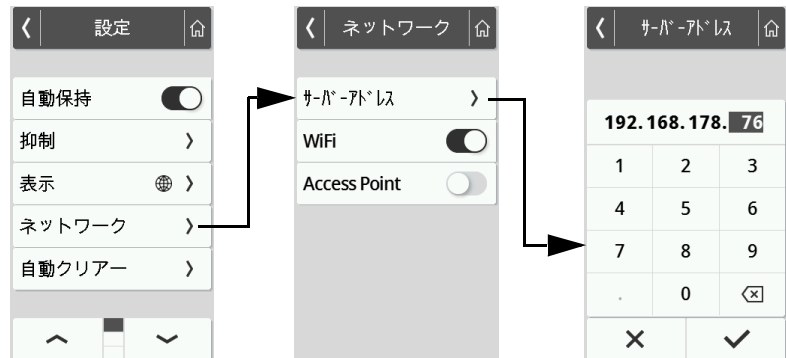 設定
自動保持
抑制
表示
ネットワーク
自動クリアー
ネットワーク
ｻｰﾊﾞｰｱﾄﾞﾚｽ
WiFi
Access Point
ｻｰﾊﾞｰｱﾄﾞﾚｽ
192.168.178. 76
1 2 3
4 5 6
7 8 9
. 0